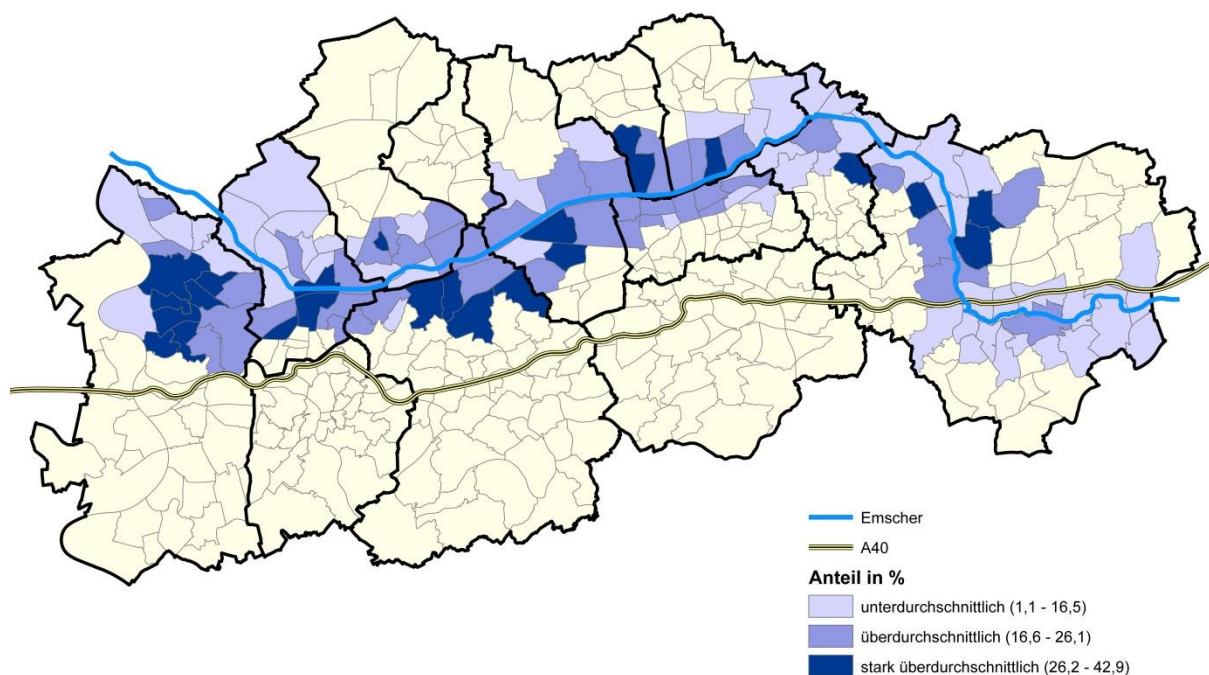 Emscher
A40
Anteil in %
unterdurchschnittlich (1,1 - 16,5)
überdurchschnittlich (16,6 - 26,1)
stark überdurchschnittlich (26,2 - 42,9)